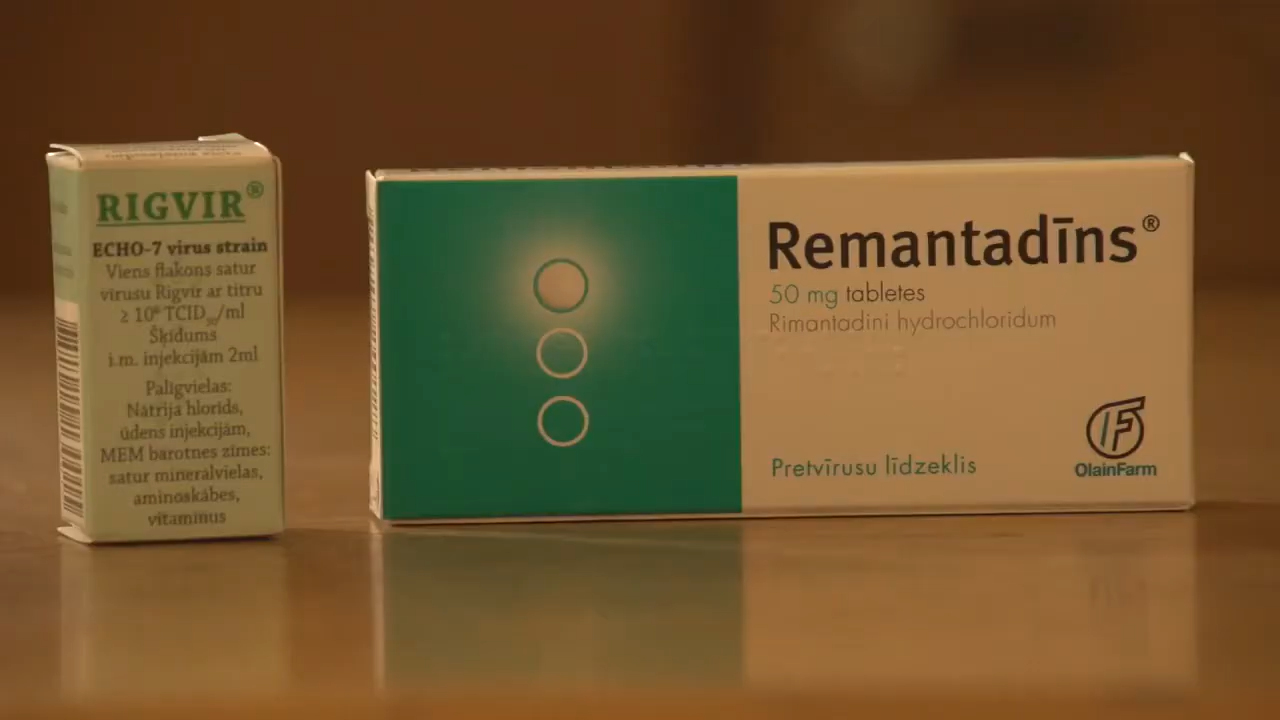 RIGVIR®
ECHO-7 virus strain
Viens flakons satur
vīrusu Rigvir ar titru
≥ 10⁶ TCID₅₀/ml
Šķīdums
i.m. injekcijām 2ml
Palīgvielas:
Nātrija hlorīds,
ūdens injekcijām,
MEM barotnes zīmes:
satur minerālvielas,
aminoskābes,
vitamīnus
Remantadīns®
50 mg tabletes
Rimantadini hydrochloridum
Pretvīrusu līdzeklis
OlainFarm